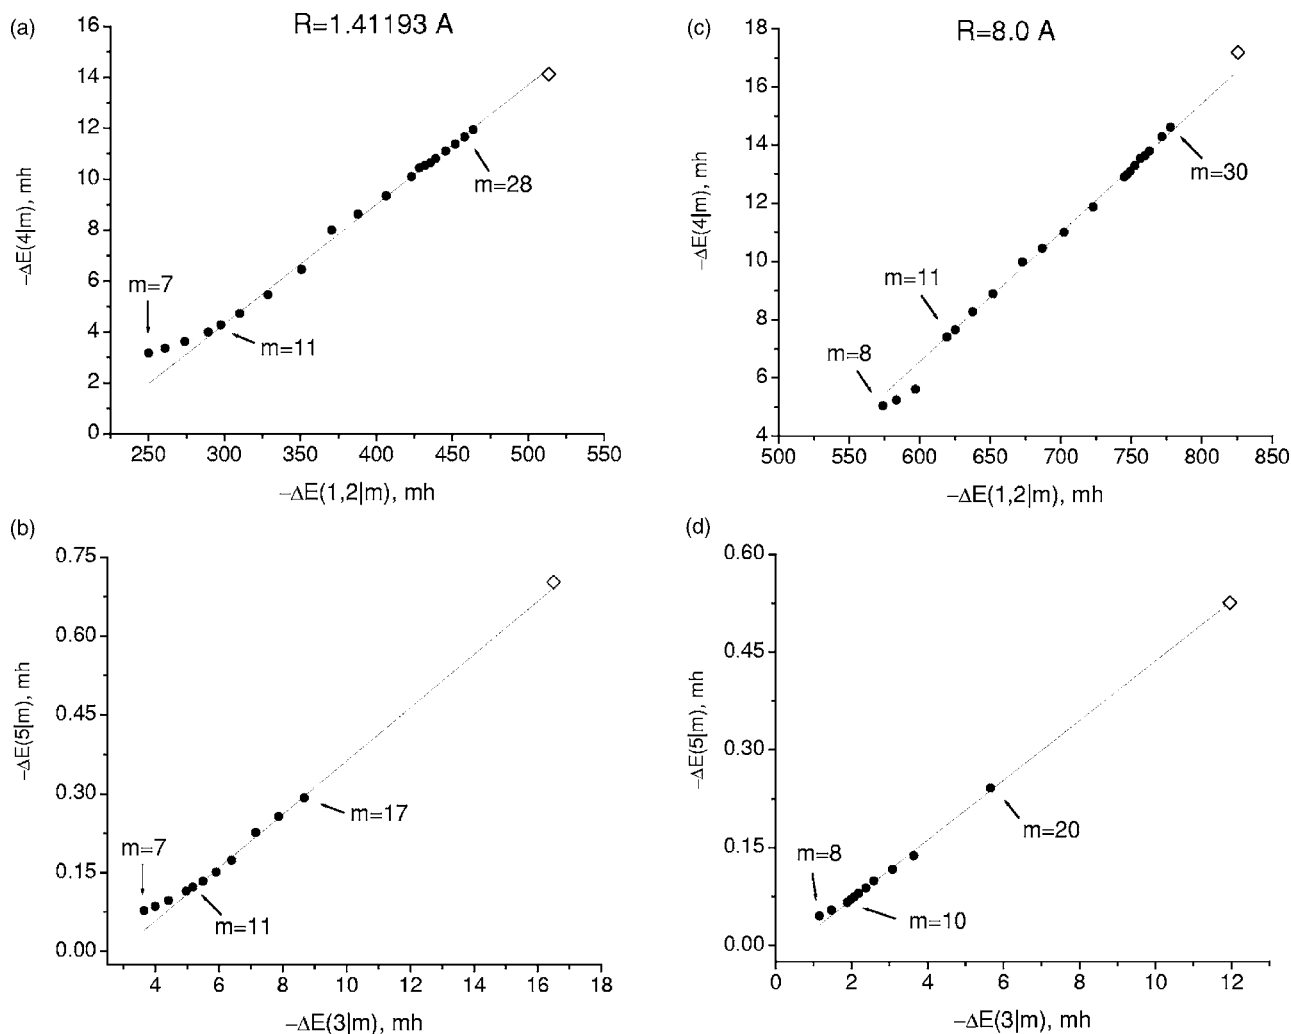 (a)
R=1.41193 A
16
14
12
10
8
6
4
2
0
−ΔE(4|m), mh
m=7
m=11
m=28
250 300 350 400 450 500 550
−ΔE(1,2|m), mh
(c)
R=8.0 A
18
16
14
12
10
8
6
4
−ΔE(4|m), mh
m=8
m=11
m=30
500 550 600 650 700 750 800 850
−ΔE(1,2|m), mh
(b)
0.75
0.60
0.45
0.30
0.15
0.00
−ΔE(5|m), mh
m=7
m=11
m=17
4 6 8 10 12 14 16 18
−ΔE(3|m), mh
(d)
0.60
0.45
0.30
0.15
0.00
−ΔE(5|m), mh
m=8
m=10
m=20
0 2 4 6 8 10 12
−ΔE(3|m), mh